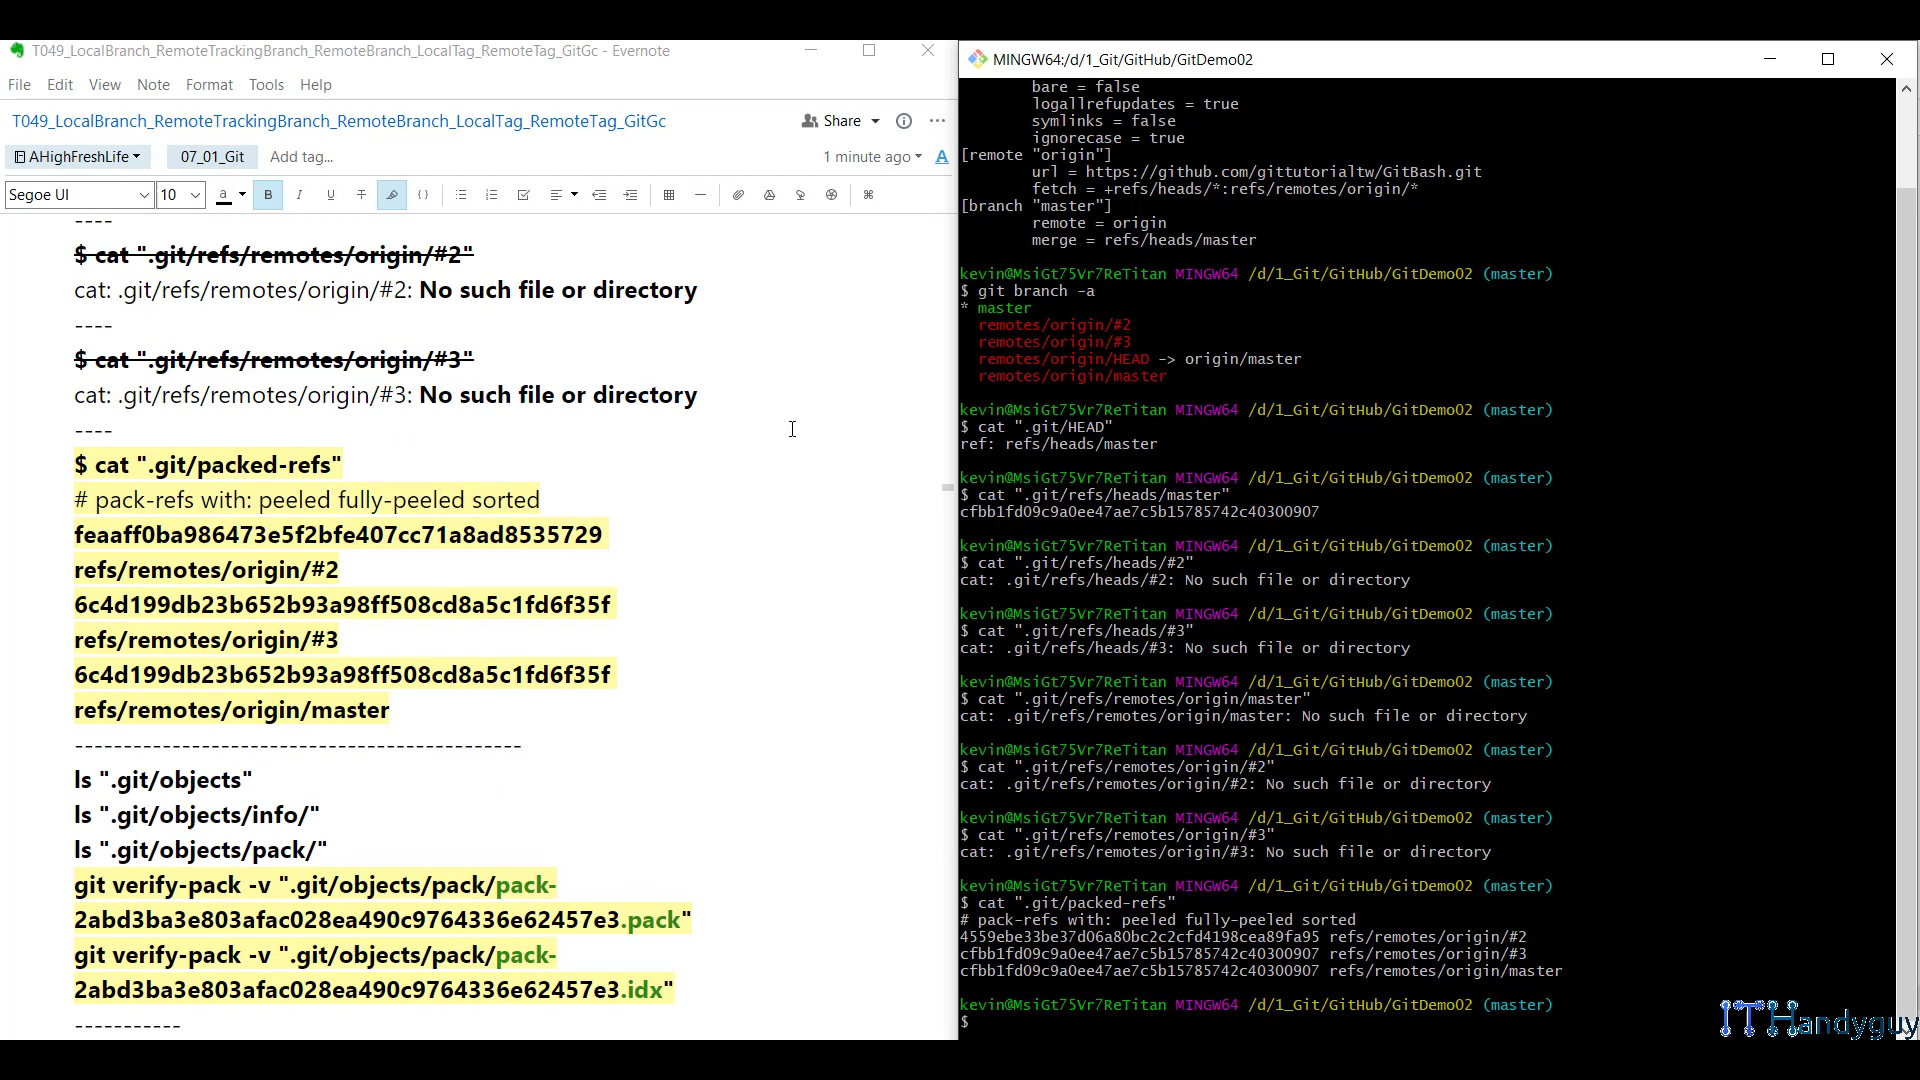 T049_LocalBranch_RemoteTrackingBranch_RemoteBranch_LocalTag_RemoteTag_GitGc - Evernote
File Edit View Note Format Tools Help
T049_LocalBranch_RemoteTrackingBranch_RemoteBranch_LocalTag_RemoteTag_GitGc
Share
AHighFreshLife
07_01_Git
Add tag...
1 minute ago
Segoe UI
10
----
$ cat ".git/refs/remotes/origin/#2"
cat: .git/refs/remotes/origin/#2: No such file or directory
----
$ cat ".git/refs/remotes/origin/#3"
cat: .git/refs/remotes/origin/#3: No such file or directory
----
$ cat ".git/packed-refs"
# pack-refs with: peeled fully-peeled sorted
feaaff0ba986473e5f2bfe407cc71a8ad8535729
refs/remotes/origin/#2
6c4d199db23b652b93a98ff508cd8a5c1fd6f35f
refs/remotes/origin/#3
6c4d199db23b652b93a98ff508cd8a5c1fd6f35f
refs/remotes/origin/master
---------------------------------------------
ls ".git/objects"
ls ".git/objects/info/"
ls ".git/objects/pack/"
git verify-pack -v ".git/objects/pack/pack-
2abd3ba3e803afac028ea490c9764336e62457e3.pack"
git verify-pack -v ".git/objects/pack/pack-
2abd3ba3e803afac028ea490c9764336e62457e3.idx"
-----------
MINGW64:/d/1_Git/GitHub/GitDemo02
bare = false
logallrefupdates = true
symlinks = false
ignorecase = true
[remote "origin"]
url = https://github.com/gittutorialtw/GitBash.git
fetch = +refs/heads/*:refs/remotes/origin/*
[branch "master"]
remote = origin
merge = refs/heads/master
kevin@MsiGt75Vr7ReTitan MINGW64 /d/1_Git/GitHub/GitDemo02 (master)
$ git branch -a
* master
remotes/origin/#2
remotes/origin/#3
remotes/origin/HEAD -> origin/master
remotes/origin/master
kevin@MsiGt75Vr7ReTitan MINGW64 /d/1_Git/GitHub/GitDemo02 (master)
$ cat ".git/HEAD"
ref: refs/heads/master
kevin@MsiGt75Vr7ReTitan MINGW64 /d/1_Git/GitHub/GitDemo02 (master)
$ cat ".git/refs/heads/master"
cfbb1fd09c9a0ee47ae7c5b15785742c40300907
kevin@MsiGt75Vr7ReTitan MINGW64 /d/1_Git/GitHub/GitDemo02 (master)
$ cat ".git/refs/heads/#2"
cat: .git/refs/heads/#2: No such file or directory
kevin@MsiGt75Vr7ReTitan MINGW64 /d/1_Git/GitHub/GitDemo02 (master)
$ cat ".git/refs/heads/#3"
cat: .git/refs/heads/#3: No such file or directory
kevin@MsiGt75Vr7ReTitan MINGW64 /d/1_Git/GitHub/GitDemo02 (master)
$ cat ".git/refs/remotes/origin/master"
cat: .git/refs/remotes/origin/master: No such file or directory
kevin@MsiGt75Vr7ReTitan MINGW64 /d/1_Git/GitHub/GitDemo02 (master)
$ cat ".git/refs/remotes/origin/#2"
cat: .git/refs/remotes/origin/#2: No such file or directory
kevin@MsiGt75Vr7ReTitan MINGW64 /d/1_Git/GitHub/GitDemo02 (master)
$ cat ".git/refs/remotes/origin/#3"
cat: .git/refs/remotes/origin/#3: No such file or directory
kevin@MsiGt75Vr7ReTitan MINGW64 /d/1_Git/GitHub/GitDemo02 (master)
$ cat ".git/packed-refs"
# pack-refs with: peeled fully-peeled sorted
4559ebe33be37d06a80bc2c2cfd4198cea89fa95 refs/remotes/origin/#2
cfbb1fd09c9a0ee47ae7c5b15785742c40300907 refs/remotes/origin/#3
cfbb1fd09c9a0ee47ae7c5b15785742c40300907 refs/remotes/origin/master
kevin@MsiGt75Vr7ReTitan MINGW64 /d/1_Git/GitHub/GitDemo02 (master)
$
ITHandyguy